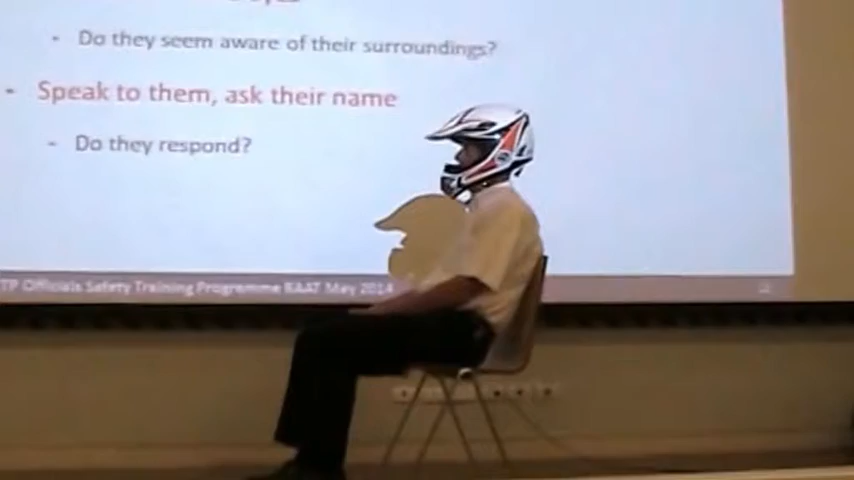 - Do they seem aware of their surroundings?
- Speak to them, ask their name
- Do they respond?
TP Officials Safety Training Programme RAAT May 2014